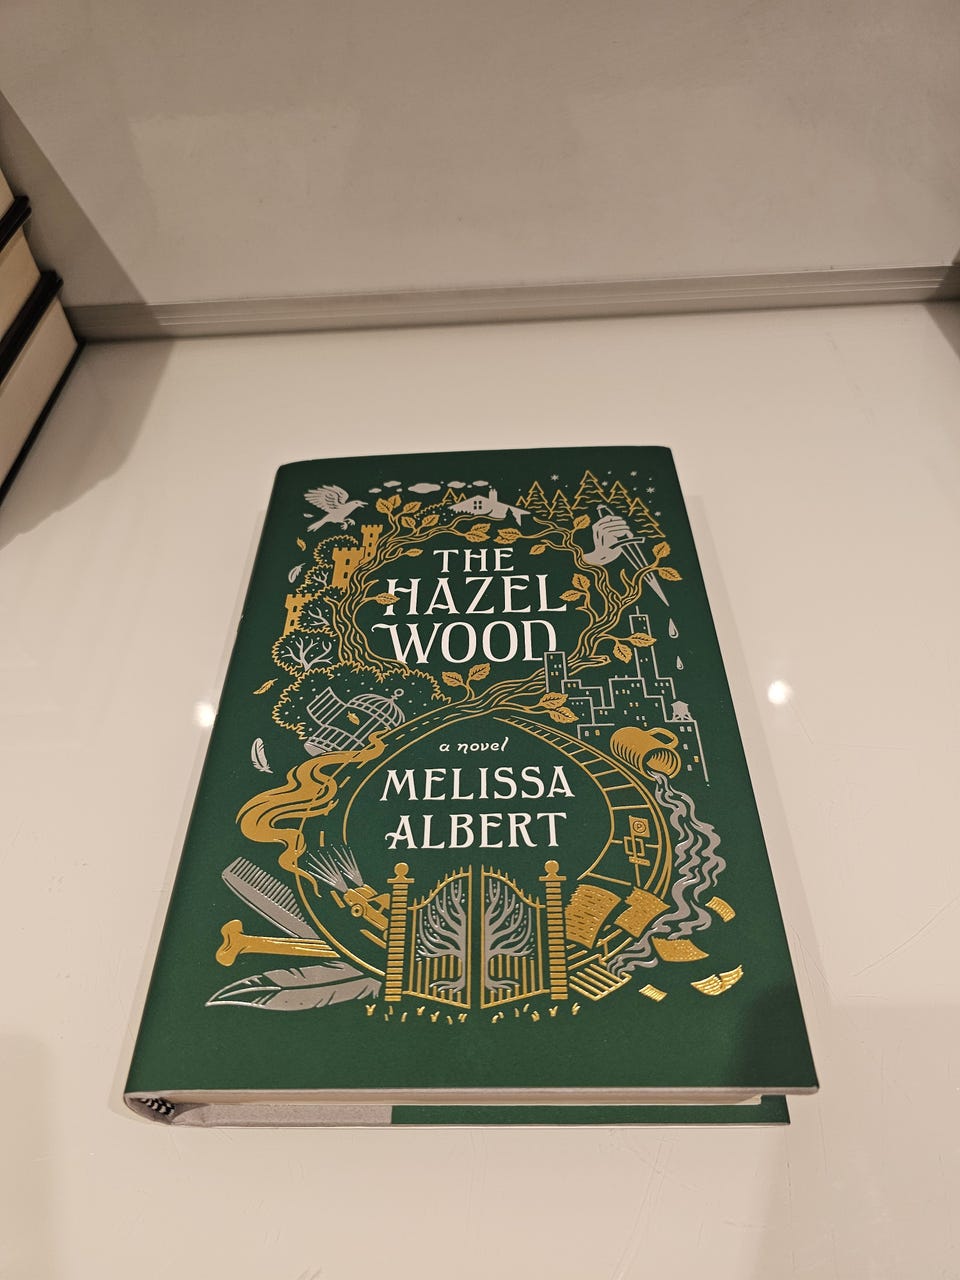 THE
HAZEL
WOOD
a novel
MELISSA
ALBERT
P